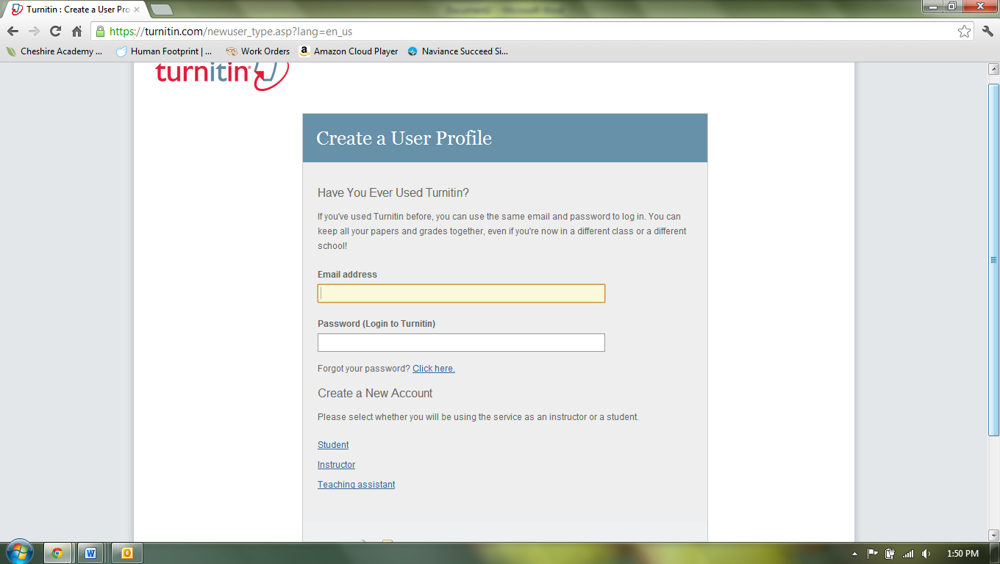 Turnitin : Create a User Pro
https://turnitin.com/newuser_type.asp?lang=en_us
Cheshire Academy ... Human Footprint | ... Work Orders Amazon Cloud Player Naviance Succeed Si...
turnitin
Create a User Profile
Have You Ever Used Turnitin?
If you've used Turnitin before, you can use the same email and password to log in. You can
keep all your papers and grades together, even if you're now in a different class or a different
school!
Email address
Password (Login to Turnitin)
Forgot your password? Click here.
Create a New Account
Please select whether you will be using the service as an instructor or a student.
Student
Instructor
Teaching assistant
1:50 PM